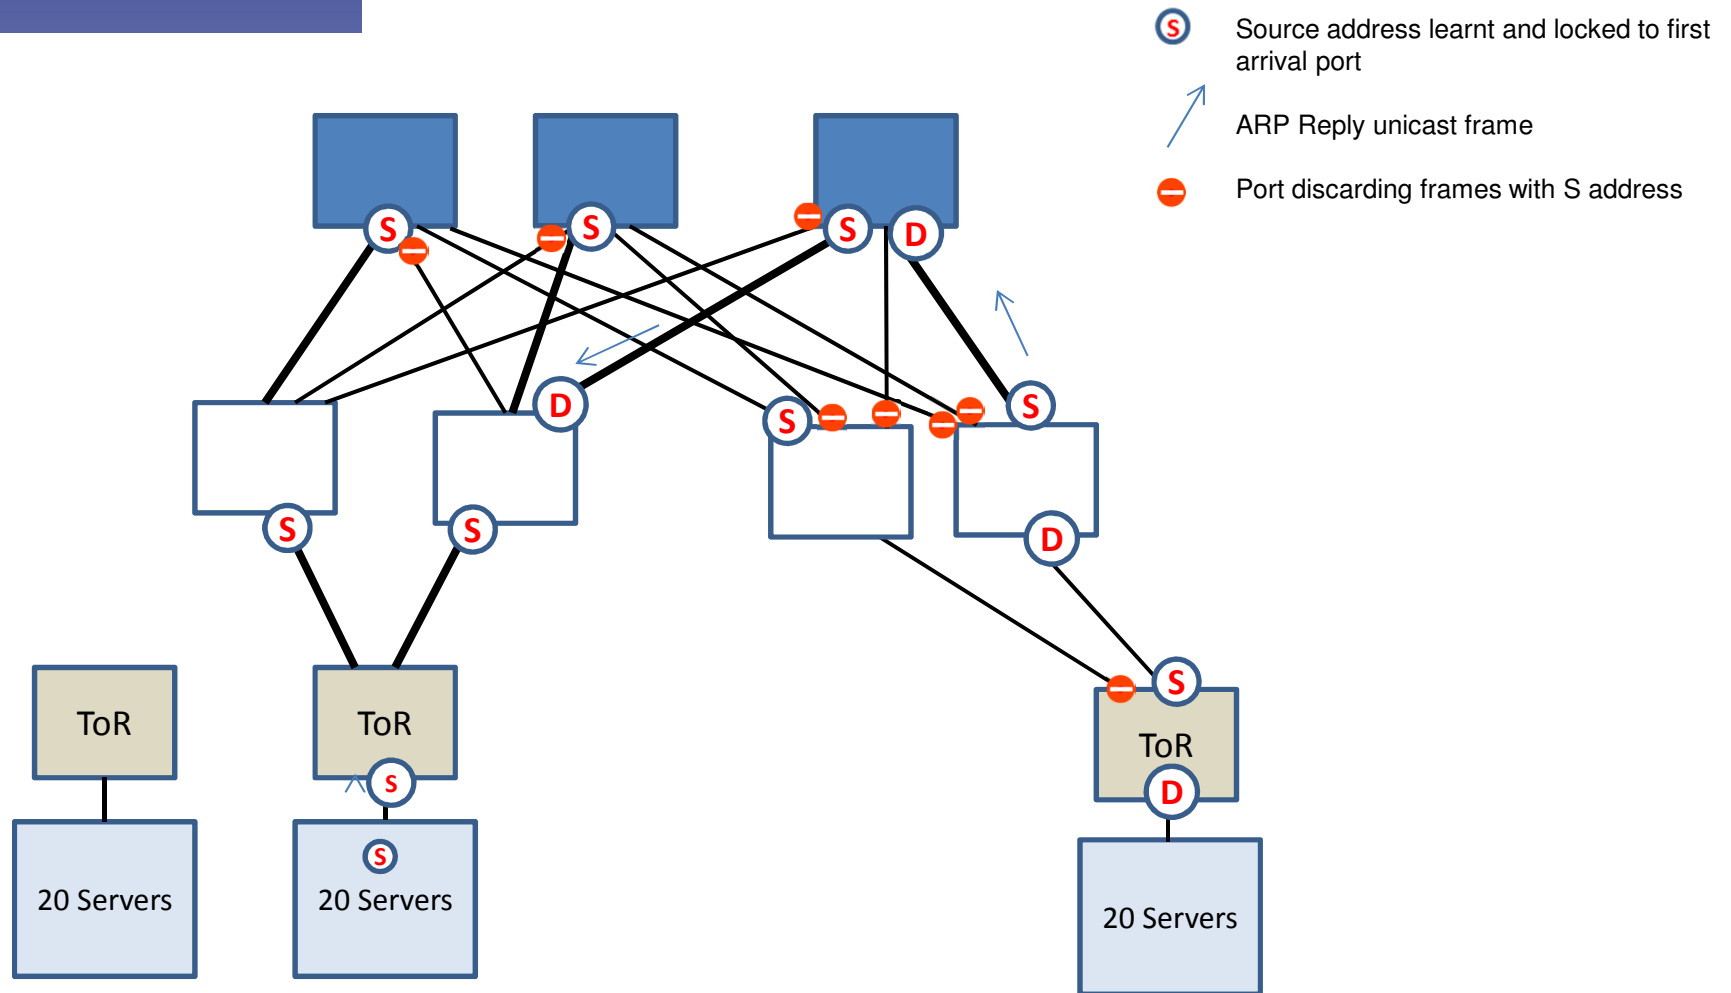 S
Source address learnt and locked to first
arrival port
ARP Reply unicast frame
Port discarding frames with S address
S
S
S
D
D
S
S
S
S
D
S
ToR
ToR
S
ToR
S
D
S
20 Servers
20 Servers
20 Servers